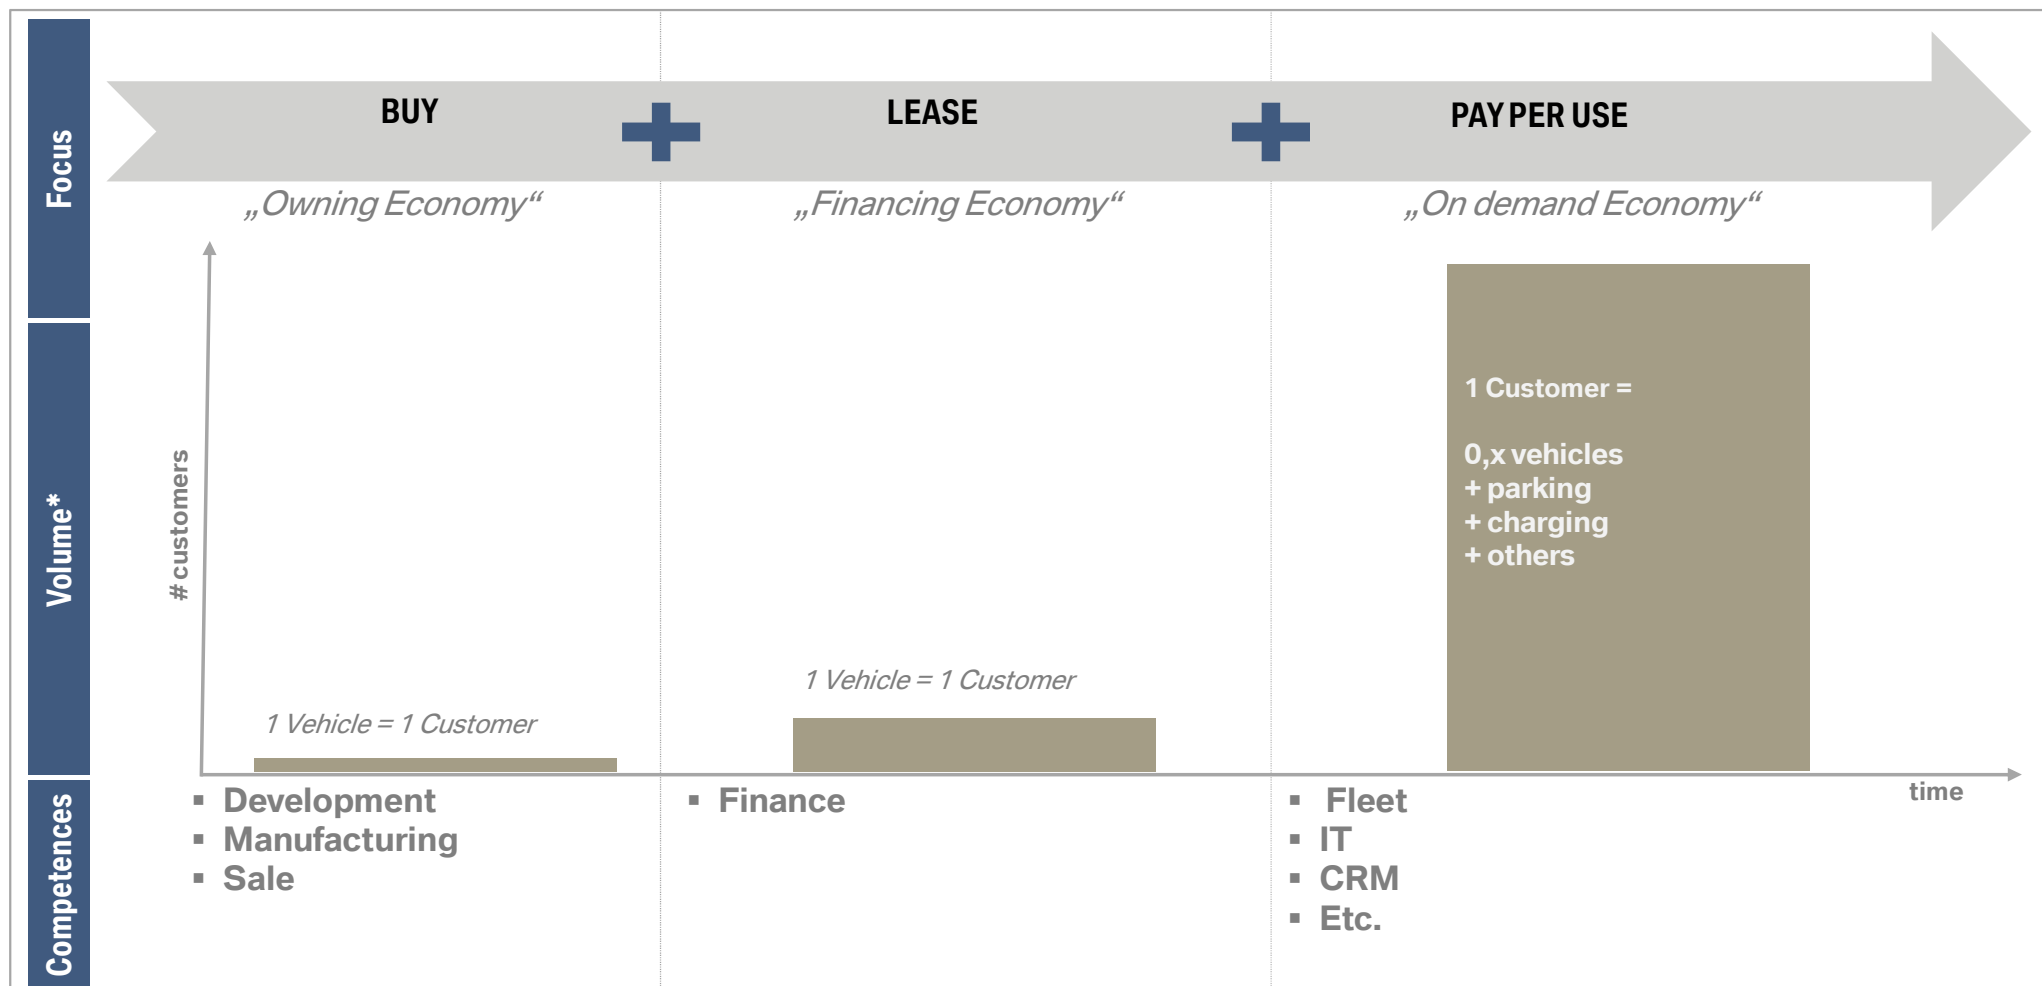 Focus
BUY
LEASE
PAY PER USE
„Owning Economy“
„Financing Economy“
„On demand Economy“
Volume*
# customers
1 Vehicle = 1 Customer
1 Vehicle = 1 Customer
1 Customer =
0,x vehicles
+ parking
+ charging
+ others
time
Competences
▪ Development
▪ Manufacturing
▪ Sale
▪ Finance
▪ Fleet
▪ IT
▪ CRM
▪ Etc.